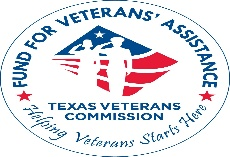 FUND FOR VETERANS' ASSISTANCE
TEXAS VETERANS
COMMISSION
Helping Veterans Starts Here